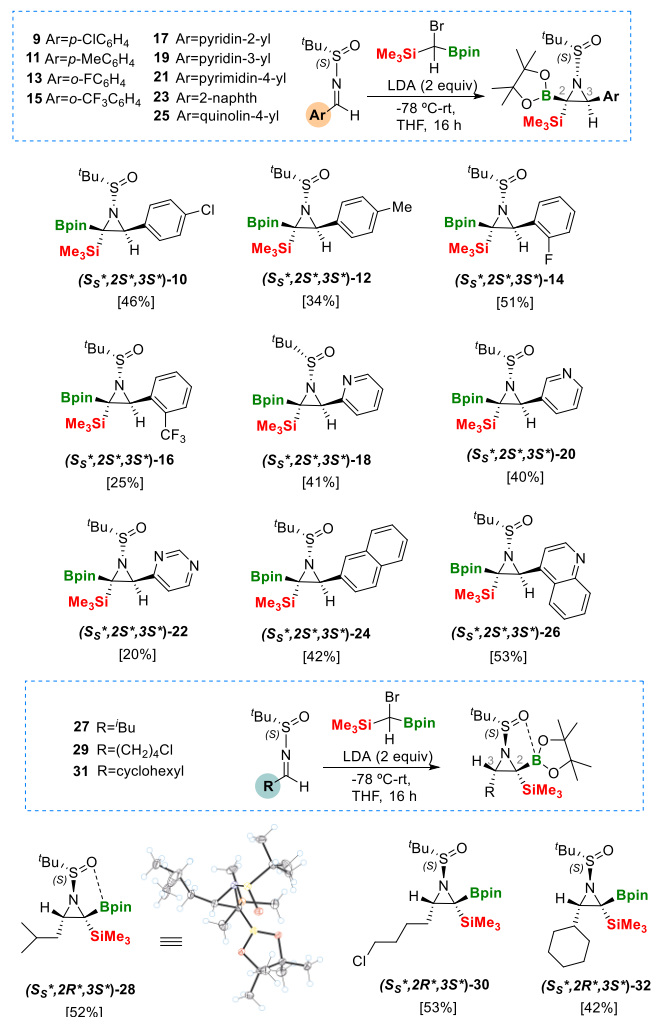 9 Ar=p-ClC6H4
11 Ar=p-MeC6H4
13 Ar=o-FC6H4
15 Ar=o-CF3C6H4
17 Ar=pyridin-2-yl
19 Ar=pyridin-3-yl
21 Ar=pyrimidin-4-yl
23 Ar=2-naphth
25 Ar=quinolin-4-yl
tBu S O
(S)
N
Ar H
Br
Me3Si Bpin
H
LDA (2 equiv)
-78 ºC-rt,
THF, 16 h
tBu S O
O N
B 2 3 Ar
O
Me3Si H
tBu S O
N Cl
Bpin
Me3Si H
(SS*,2S*,3S*)-10
[46%]
tBu S O
N Me
Bpin
Me3Si H
(SS*,2S*,3S*)-12
[34%]
tBu S O
N
Bpin
Me3Si H F
(SS*,2S*,3S*)-14
[51%]
tBu S O
N
Bpin
Me3Si H CF3
(SS*,2S*,3S*)-16
[25%]
tBu S O
N N
Bpin
Me3Si H
(SS*,2S*,3S*)-18
[41%]
tBu S O
N N
Bpin
Me3Si H
(SS*,2S*,3S*)-20
[40%]
tBu S O
N N N
Bpin
Me3Si H
(SS*,2S*,3S*)-22
[20%]
tBu S O
N
Bpin
Me3Si H
(SS*,2S*,3S*)-24
[42%]
tBu S O
N N
Bpin
Me3Si H
(SS*,2S*,3S*)-26
[53%]
27 R=iBu
29 R=(CH2)4Cl
31 R=cyclohexyl
tBu S O
(S)
N
R H
Br
Me3Si Bpin
H
LDA (2 equiv)
-78 ºC-rt,
THF, 16 h
tBu S O
(S)
N O
H 3 2 B
R O
SiMe3
tBu S O
(S)
N
H Bpin
SiMe3
(SS*,2R*,3S*)-28
[52%]
tBu S O
(S)
N
H Bpin
SiMe3
Cl
(SS*,2R*,3S*)-30
[53%]
tBu S O
(S)
N
H Bpin
SiMe3
(SS*,2R*,3S*)-32
[42%]